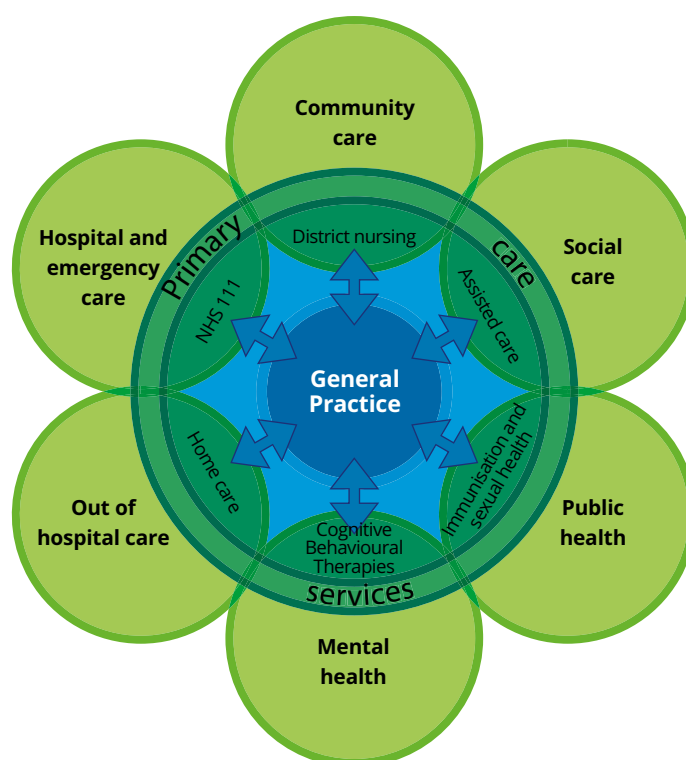 Community
care
Hospital and
emergency
care
Primary
care
Social
care
District nursing
NHS 111
Assisted care
General
Practice
Home care
Immunisation and
sexual health
Out of
hospital care
Public
health
Cognitive
Behavioural
Therapies
services
Mental
health